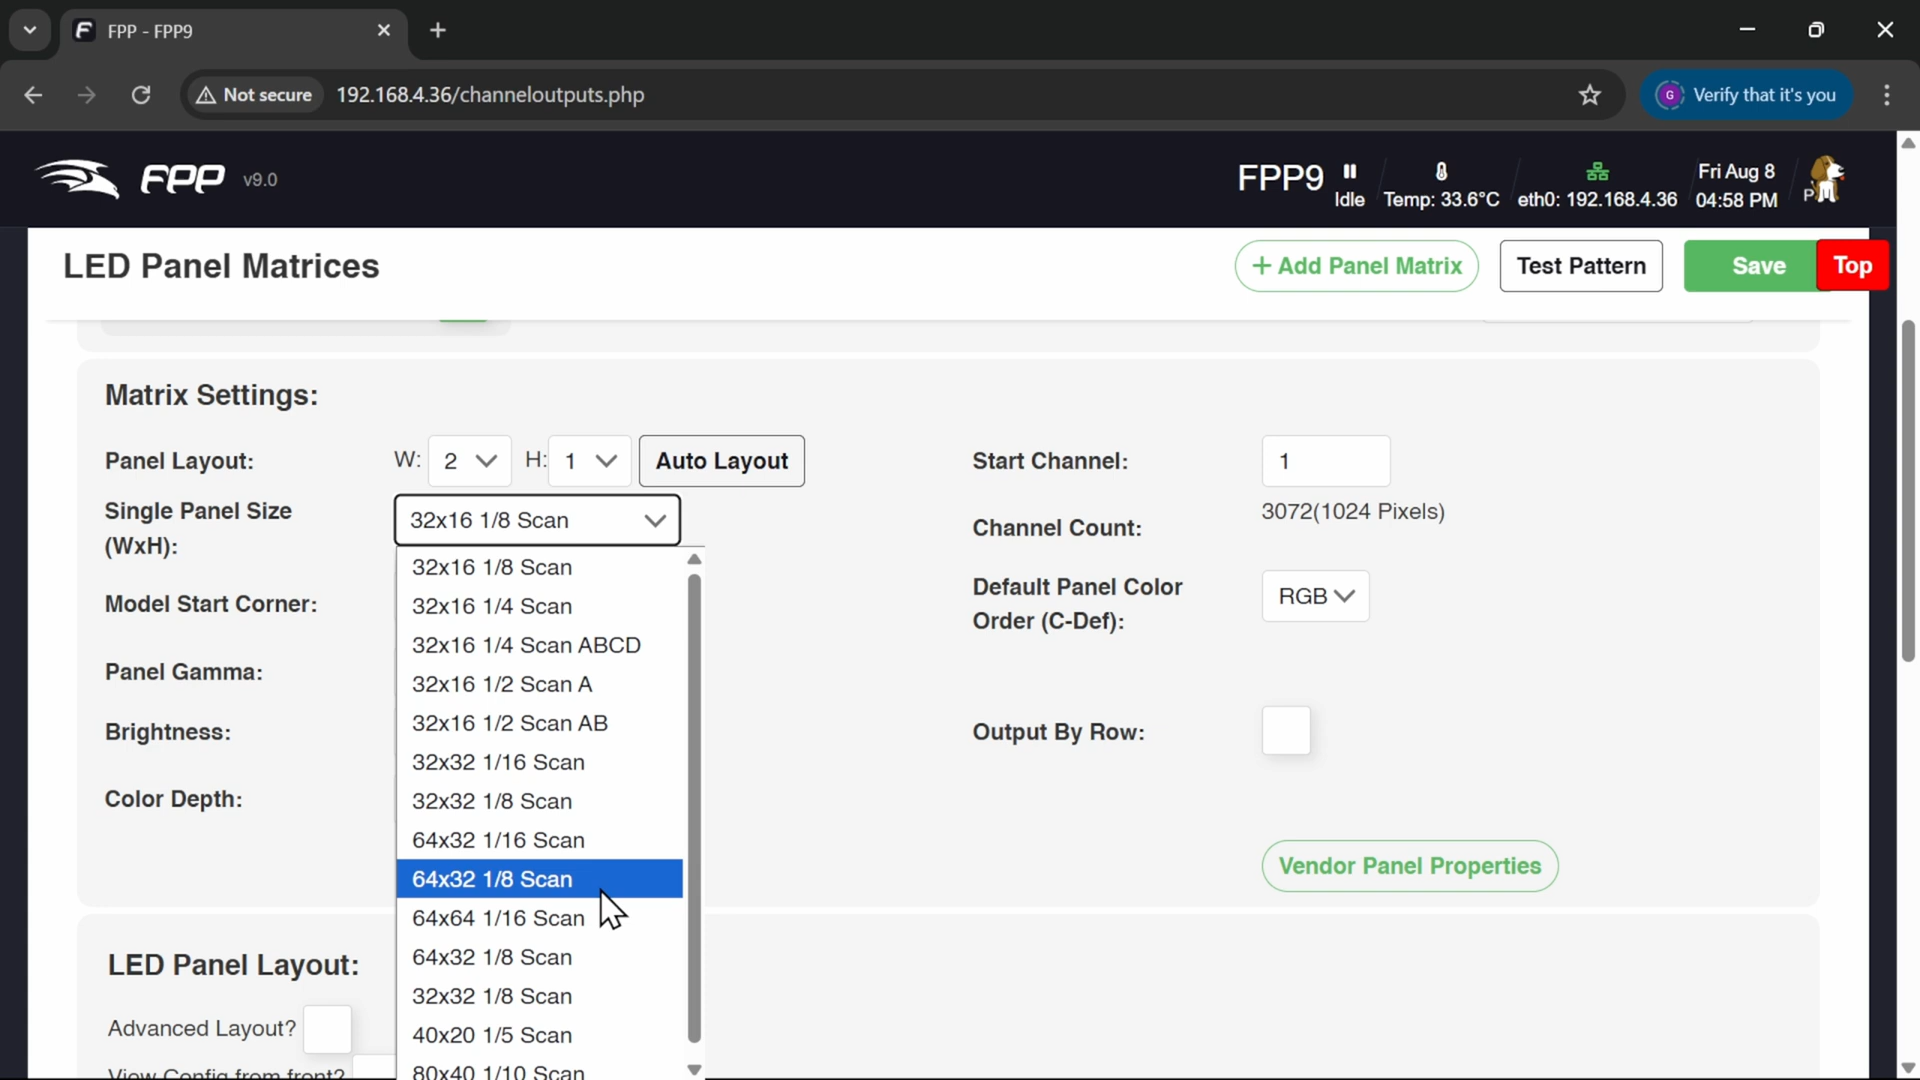 FPP - FPP9
Not secure
192.168.4.36/channeloutputs.php
G
Verify that it's you
FPP v9.0
FPP9
Idle
Temp: 33.6°C
eth0: 192.168.4.36
Fri Aug 8
04:58 PM
P
LED Panel Matrices
+ Add Panel Matrix
Test Pattern
Save
Top
Matrix Settings:
Panel Layout:
W: 2 H: 1 Auto Layout
Start Channel:
1
Single Panel Size
(WxH):
32x16 1/8 Scan
Channel Count:
3072(1024 Pixels)
32x16 1/8 Scan
32x16 1/4 Scan
32x16 1/4 Scan ABCD
32x16 1/2 Scan A
32x16 1/2 Scan AB
32x32 1/16 Scan
32x32 1/8 Scan
64x32 1/16 Scan
64x32 1/8 Scan
64x64 1/16 Scan
64x32 1/8 Scan
32x32 1/8 Scan
40x20 1/5 Scan
80x40 1/10 Scan
Model Start Corner:
Default Panel Color
Order (C-Def):
RGB
Panel Gamma:
Brightness:
Output By Row:
Color Depth:
Vendor Panel Properties
LED Panel Layout:
Advanced Layout?
View Config from front?